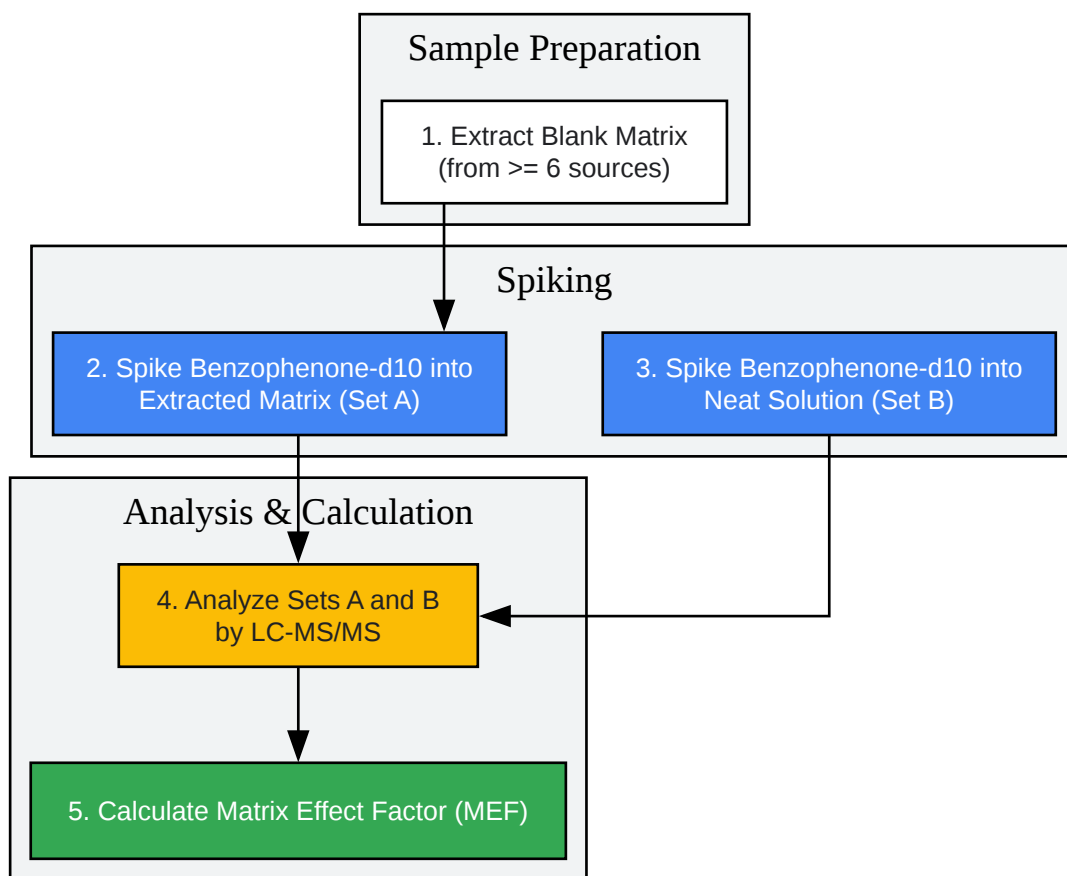 Sample Preparation
1. Extract Blank Matrix
(from >= 6 sources)
Spiking
2. Spike Benzophenone-d10 into
Extracted Matrix (Set A)
3. Spike Benzophenone-d10 into
Neat Solution (Set B)
Analysis & Calculation
4. Analyze Sets A and B
by LC-MS/MS
5. Calculate Matrix Effect Factor (MEF)